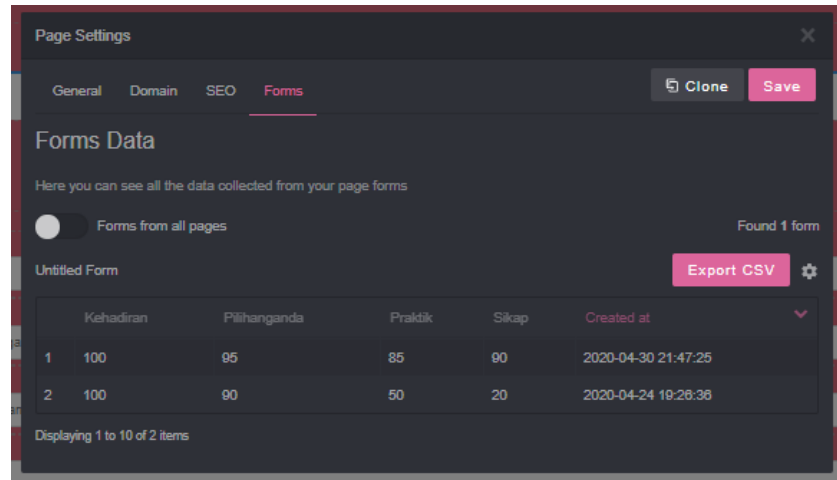 Page Settings
General Domain SEO Forms Clone Save
Forms Data
Here you can see all the data collected from your page forms
Forms from all pages Found 1 form
Untitled Form Export CSV
Kehadiran Pilihanganda Praktik Sikap Created at
1 100 95 85 90 2020-04-30 21:47:25
2 100 90 50 20 2020-04-24 19:26:36
Displaying 1 to 10 of 2 items